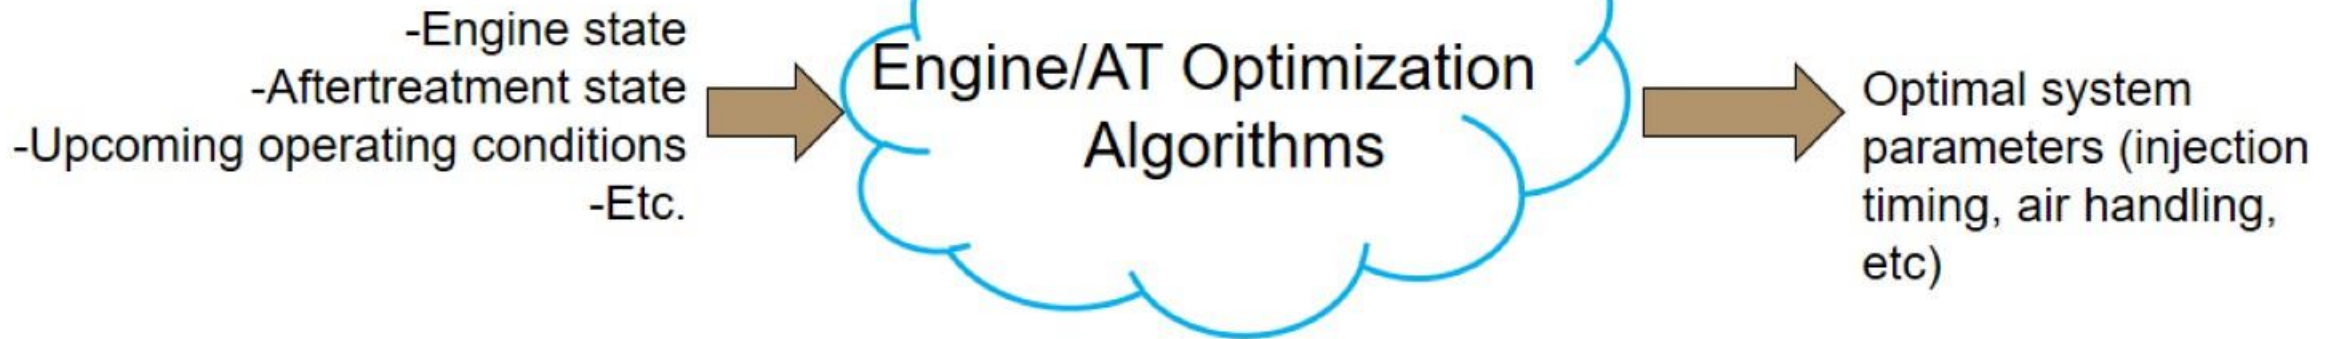 -Engine state
-Aftertreatment state
-Upcoming operating conditions
-Etc.
Engine/AT Optimization
Algorithms
Optimal system
parameters (injection
timing, air handling,
etc)